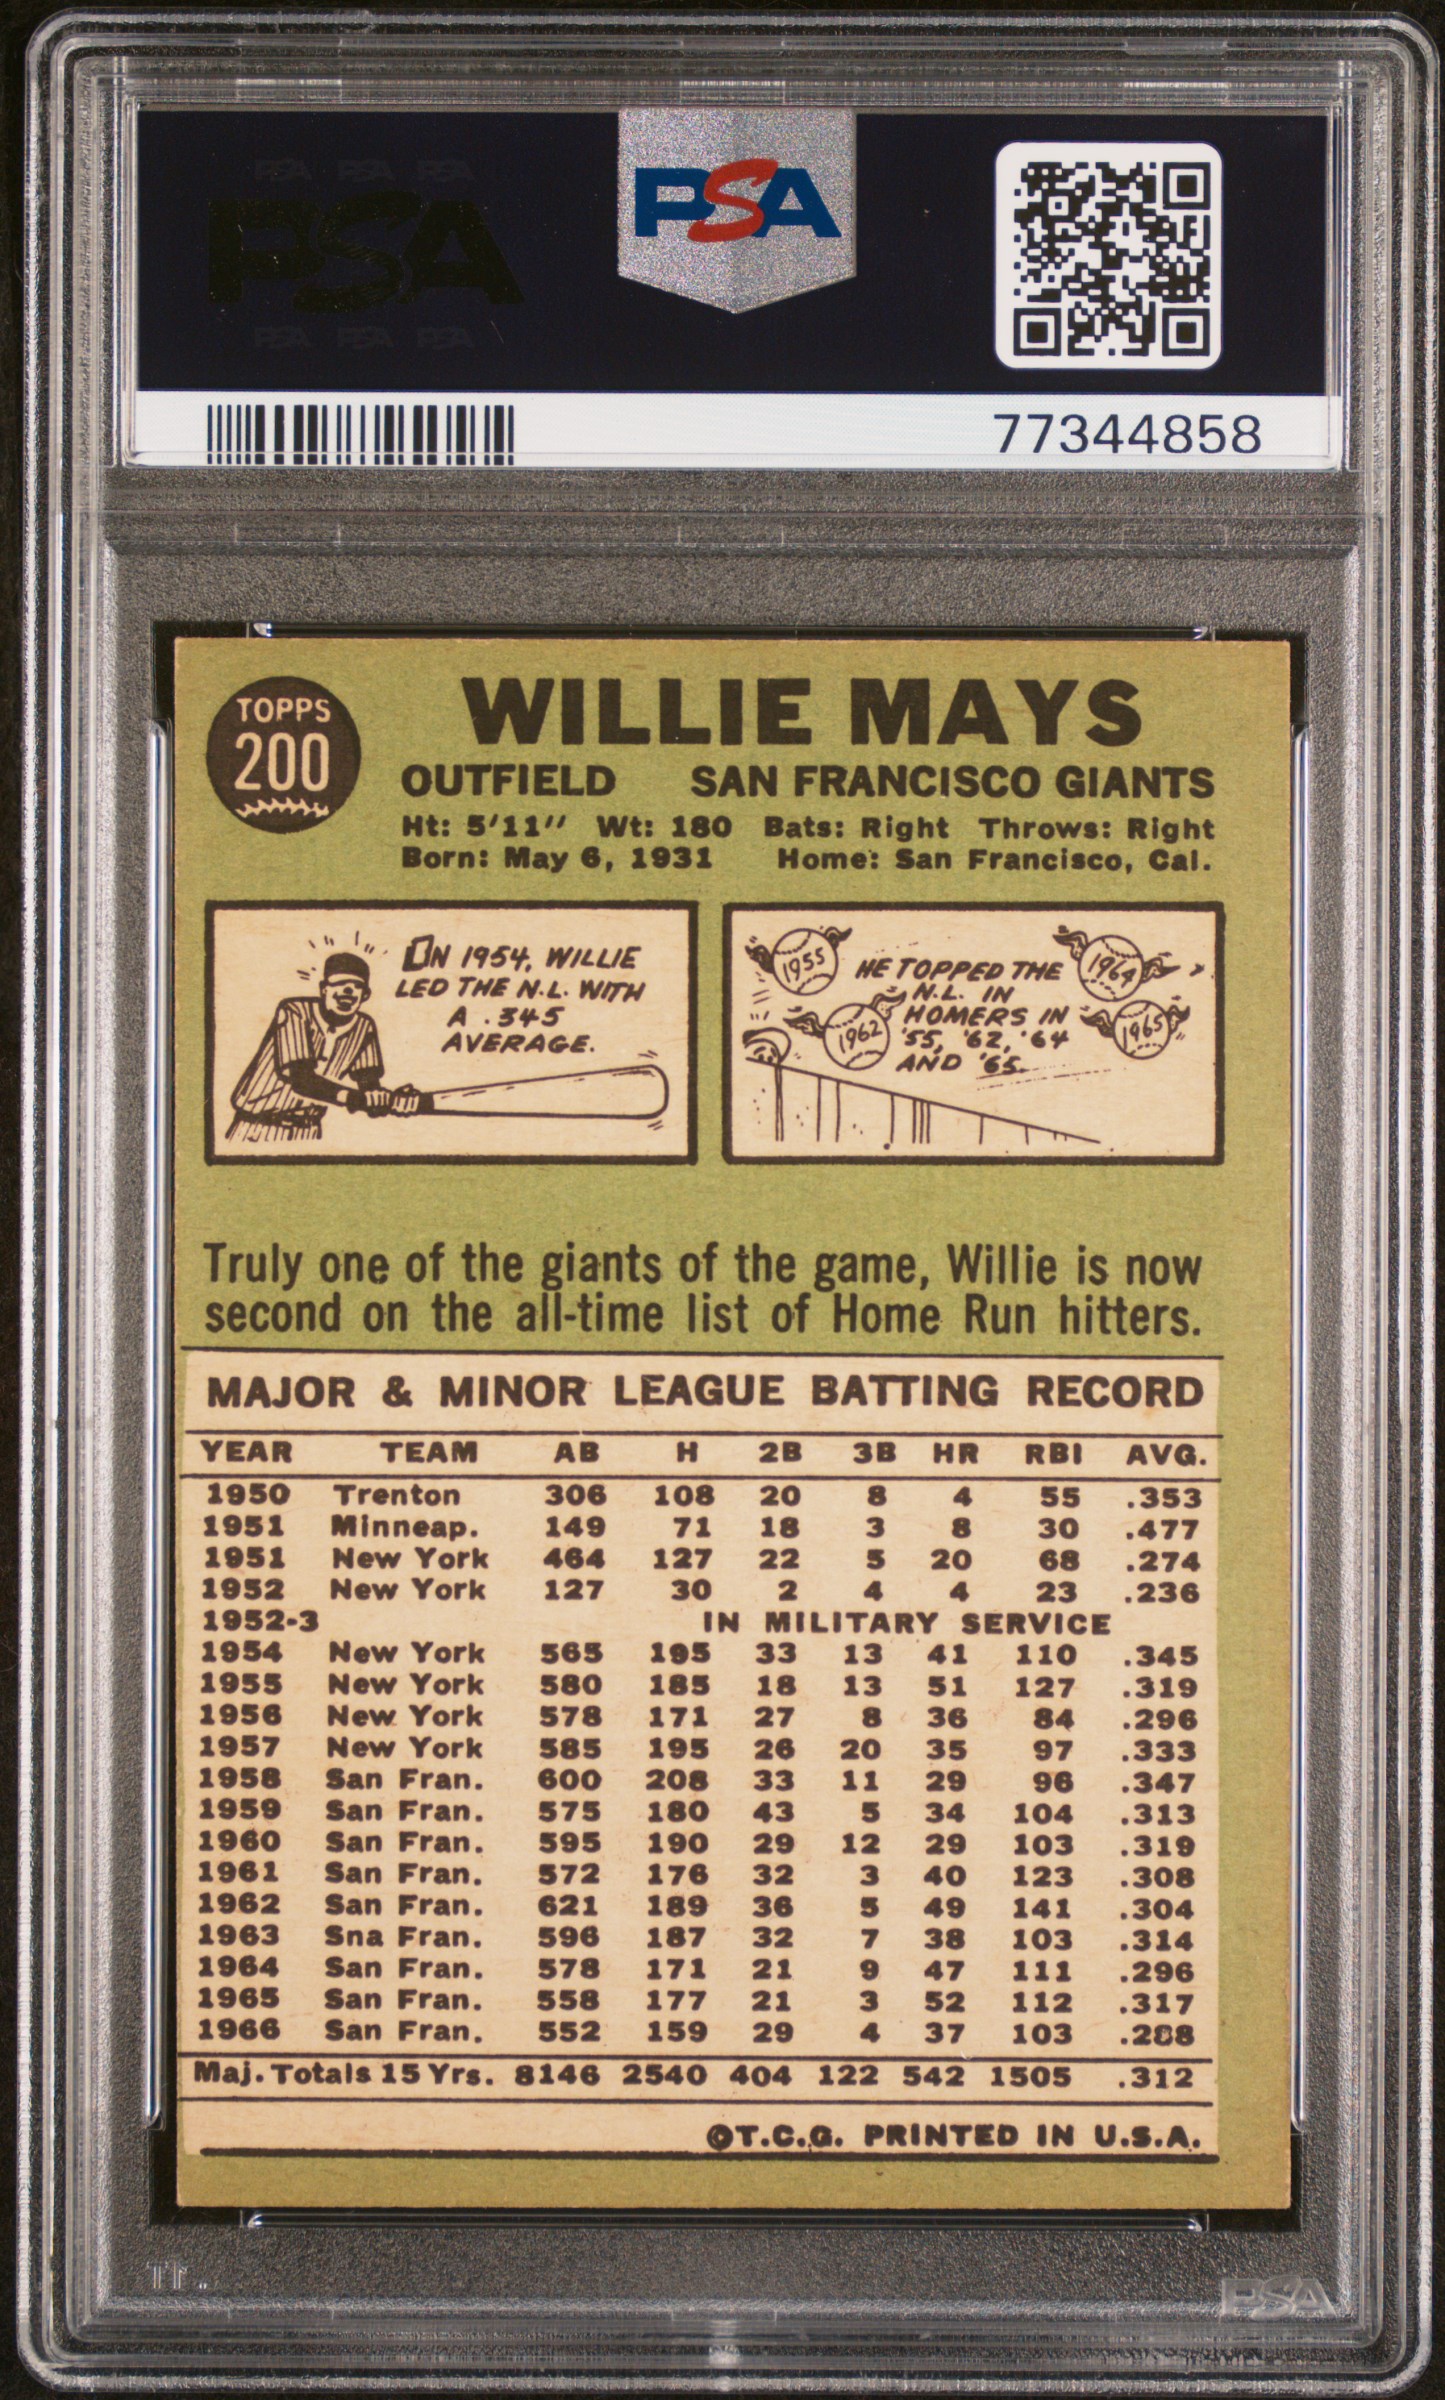 PSA PSA PSA
PSA
PSA PSA PSA
PSA
77344858
TOPPS
200
WILLIE MAYS
OUTFIELD SAN FRANCISCO GIANTS
Ht: 5'11" Wt: 180 Bats: Right Throws: Right
Born: May 6, 1931 Home: San Francisco, Cal.
ON 1954, WILLIE
LED THE N.L. WITH
A .345
AVERAGE.
1955
1964
1962
1965
HE TOPPED THE
N.L. IN
HOMERS IN
'55, '62, '64
AND '65.
Truly one of the giants of the game, Willie is now
second on the all-time list of Home Run hitters.
MAJOR & MINOR LEAGUE BATTING RECORD
YEAR TEAM AB H 2B 3B HR RBI AVG.
1950 Trenton 306 108 20 8 4 55 .353
1951 Minneap. 149 71 18 3 8 30 .477
1951 New York 464 127 22 5 20 68 .274
1952 New York 127 30 2 4 4 23 .236
1952-3 IN MILITARY SERVICE
1954 New York 565 195 33 13 41 110 .345
1955 New York 580 185 18 13 51 127 .319
1956 New York 578 171 27 8 36 84 .296
1957 New York 585 195 26 20 35 97 .333
1958 San Fran. 600 208 33 11 29 96 .347
1959 San Fran. 575 180 43 5 34 104 .313
1960 San Fran. 595 190 29 12 29 103 .319
1961 San Fran. 572 176 32 3 40 123 .308
1962 San Fran. 621 189 36 5 49 141 .304
1963 Sna Fran. 596 187 32 7 38 103 .314
1964 San Fran. 578 171 21 9 47 111 .296
1965 San Fran. 558 177 21 3 52 112 .317
1966 San Fran. 552 159 29 4 37 103 .288
Maj. Totals 15 Yrs. 8146 2540 404 122 542 1505 .312
©T.C.G. PRINTED IN U.S.A.
PSA